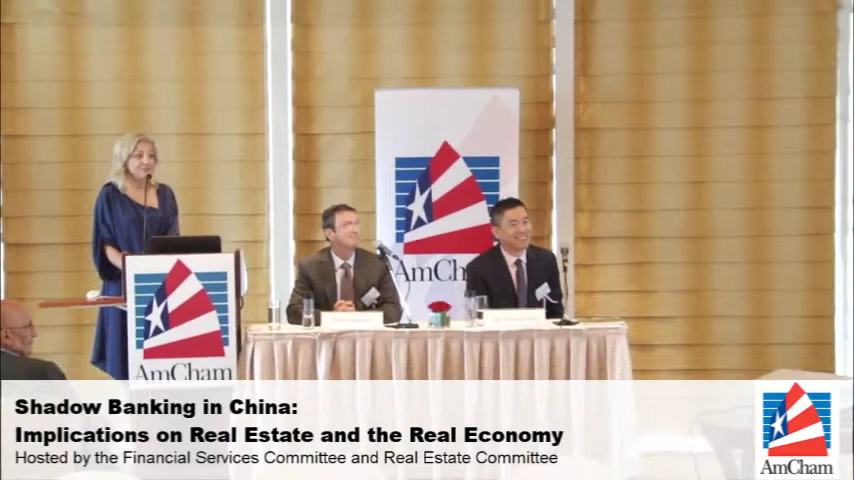 AmCham
AmCh
AmCham
Shadow Banking in China:
Implications on Real Estate and the Real Economy
Hosted by the Financial Services Committee and Real Estate Committee
AmCham